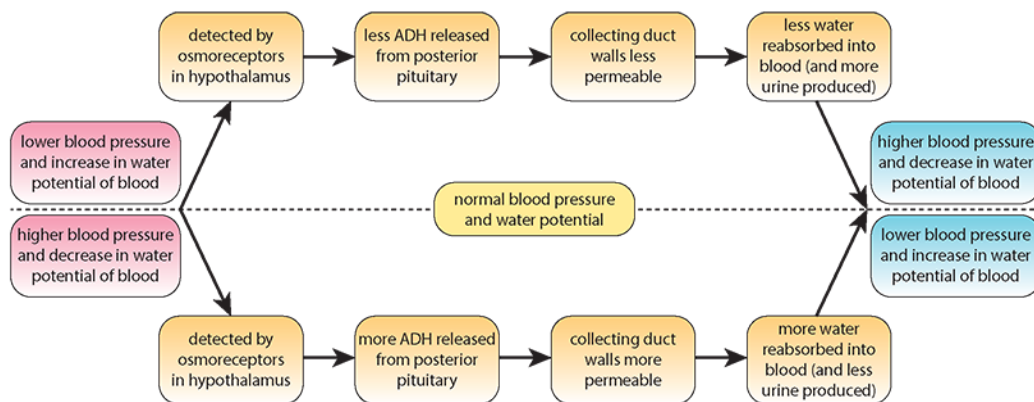 detected by
osmoreceptors
in hypothalamus
less ADH released
from posterior
pituitary
collecting duct
walls less
permeable
less water
reabsorbed into
blood (and more
urine produced)
lower blood pressure
and increase in water
potential of blood
higher blood pressure
and decrease in water
potential of blood
normal blood pressure
and water potential
higher blood pressure
and decrease in water
potential of blood
lower blood pressure
and increase in water
potential of blood
detected by
osmoreceptors
in hypothalamus
more ADH released
from posterior
pituitary
collecting duct
walls more
permeable
more water
reabsorbed into
blood (and less
urine produced)